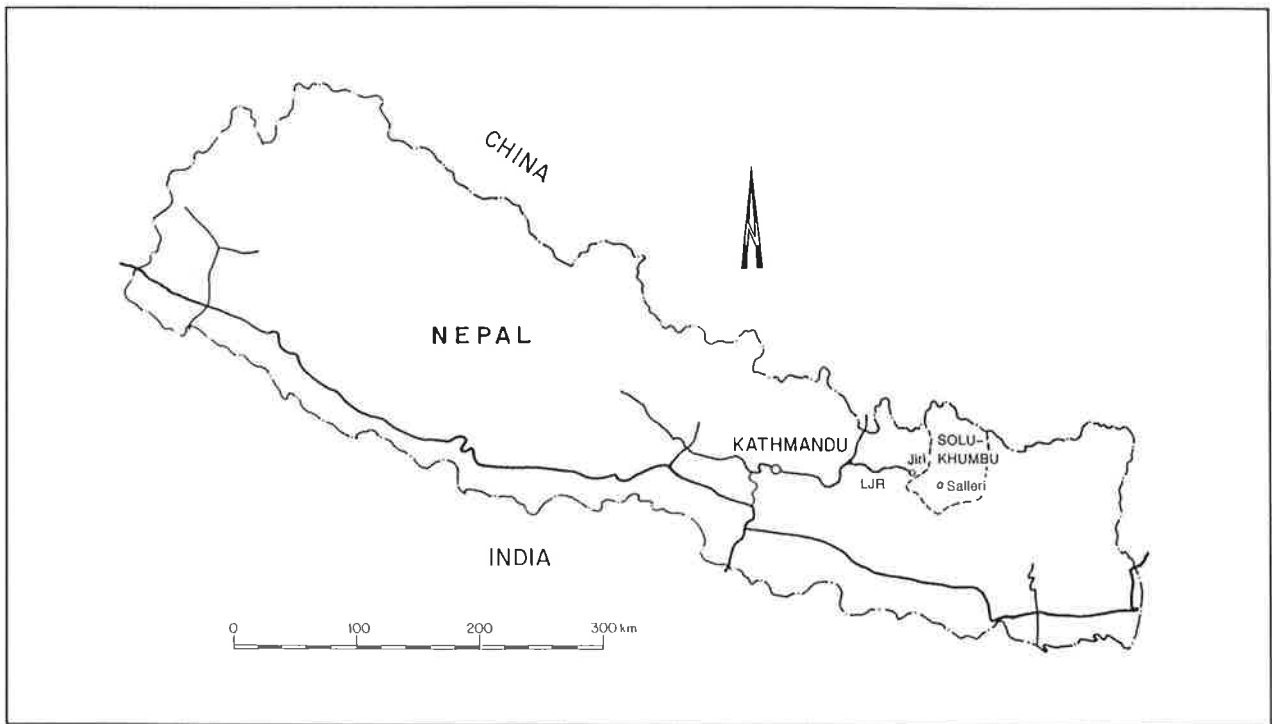 CHINA
NEPAL
KATHMANDU
SOLU-
KHUMBU
Jiri
Salleri
LJR
INDIA
0 100 200 300 km
N